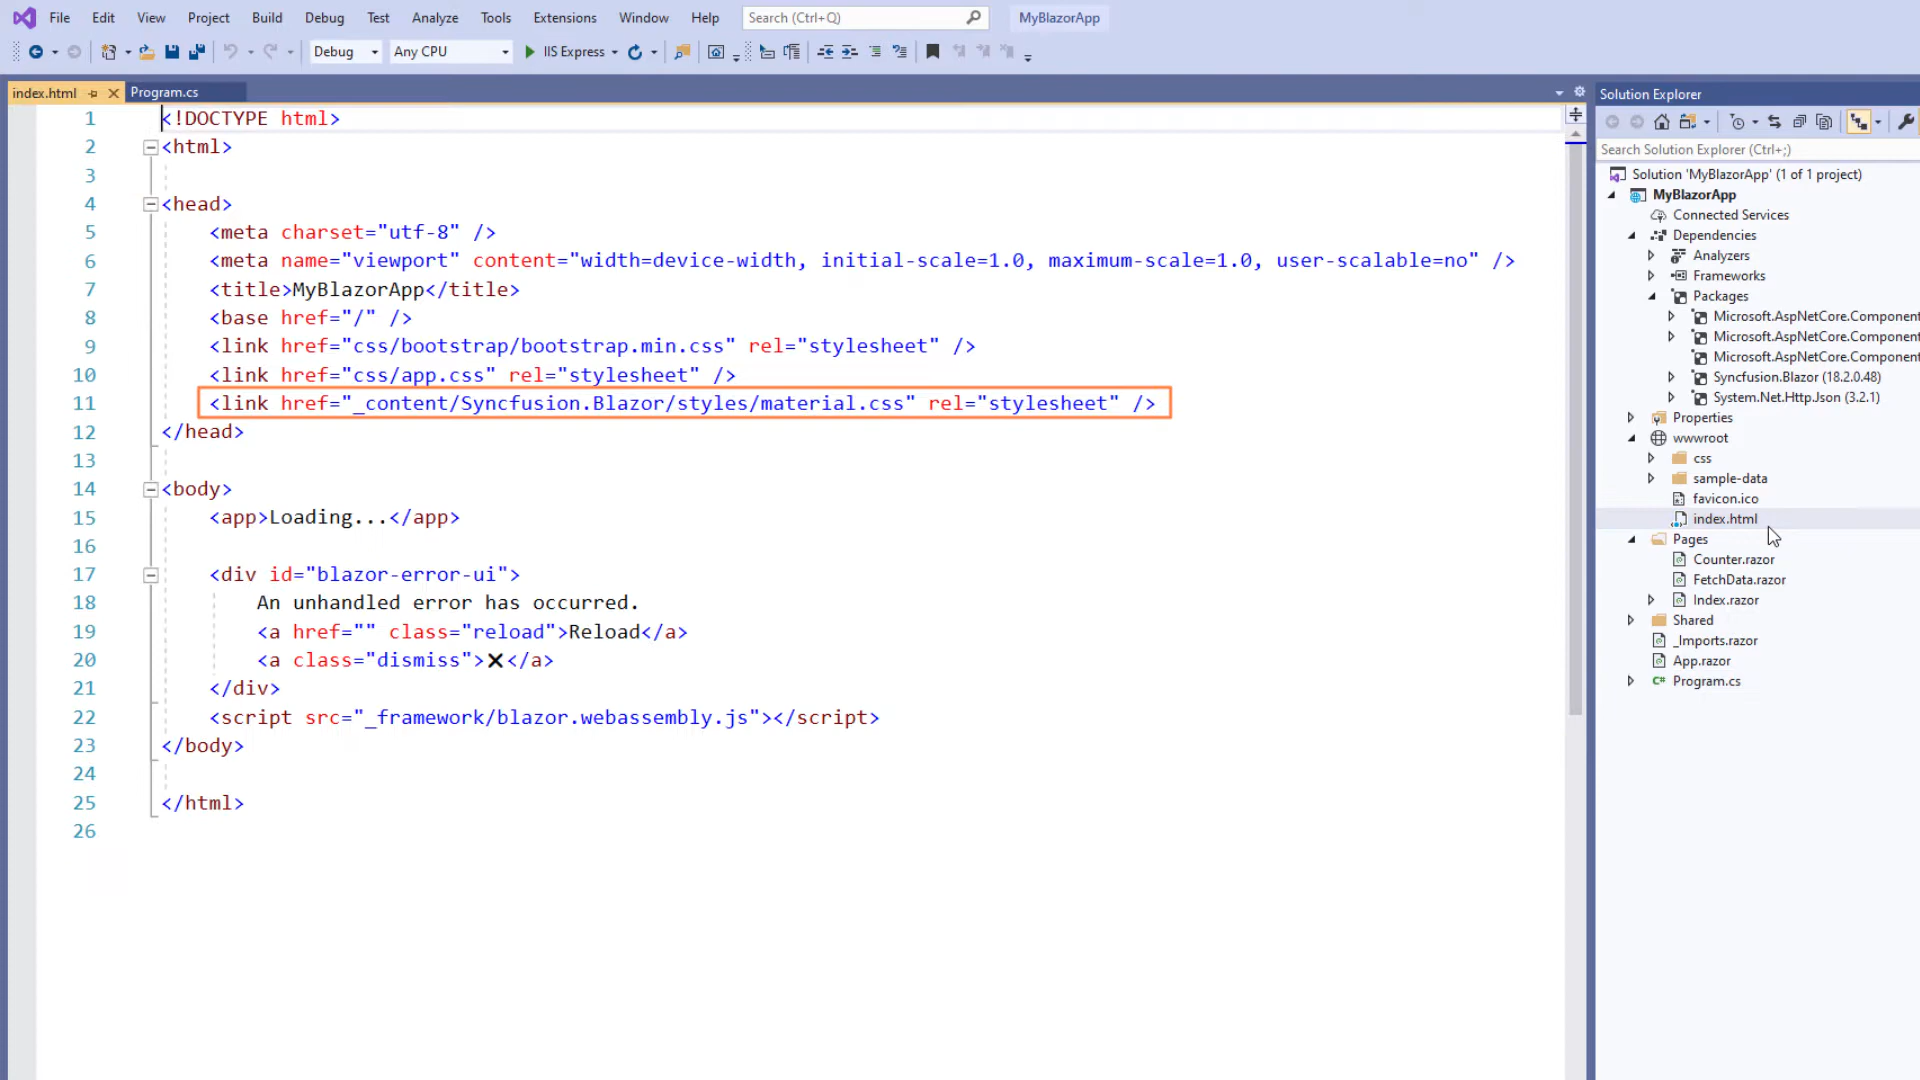 File Edit View Project Build Debug Test Analyze Tools Extensions Window Help Search (Ctrl+Q) MyBlazorApp
Debug Any CPU IIS Express
index.html Program.cs
1 <!DOCTYPE html>
2 <html>
3
4 <head>
5 <meta charset="utf-8" />
6 <meta name="viewport" content="width=device-width, initial-scale=1.0, maximum-scale=1.0, user-scalable=no" />
7 <title>MyBlazorApp</title>
8 <base href="/" />
9 <link href="css/bootstrap/bootstrap.min.css" rel="stylesheet" />
10 <link href="css/app.css" rel="stylesheet" />
11 <link href="_content/Syncfusion.Blazor/styles/material.css" rel="stylesheet" />
12 </head>
13
14 <body>
15 <app>Loading...</app>
16
17 <div id="blazor-error-ui">
18 An unhandled error has occurred.
19 <a href="" class="reload">Reload</a>
20 <a class="dismiss">🗙</a>
21 </div>
22 <script src="_framework/blazor.webassembly.js"></script>
23 </body>
24
25 </html>
26
Solution Explorer
Search Solution Explorer (Ctrl+;)
Solution 'MyBlazorApp' (1 of 1 project)
MyBlazorApp
Connected Services
Dependencies
Analyzers
Frameworks
Packages
Microsoft.AspNetCore.Component
Microsoft.AspNetCore.Component
Microsoft.AspNetCore.Component
Syncfusion.Blazor (18.2.0.48)
System.Net.Http.Json (3.2.1)
Properties
wwwroot
css
sample-data
favicon.ico
index.html
Pages
Counter.razor
FetchData.razor
Index.razor
Shared
_Imports.razor
App.razor
C# Program.cs